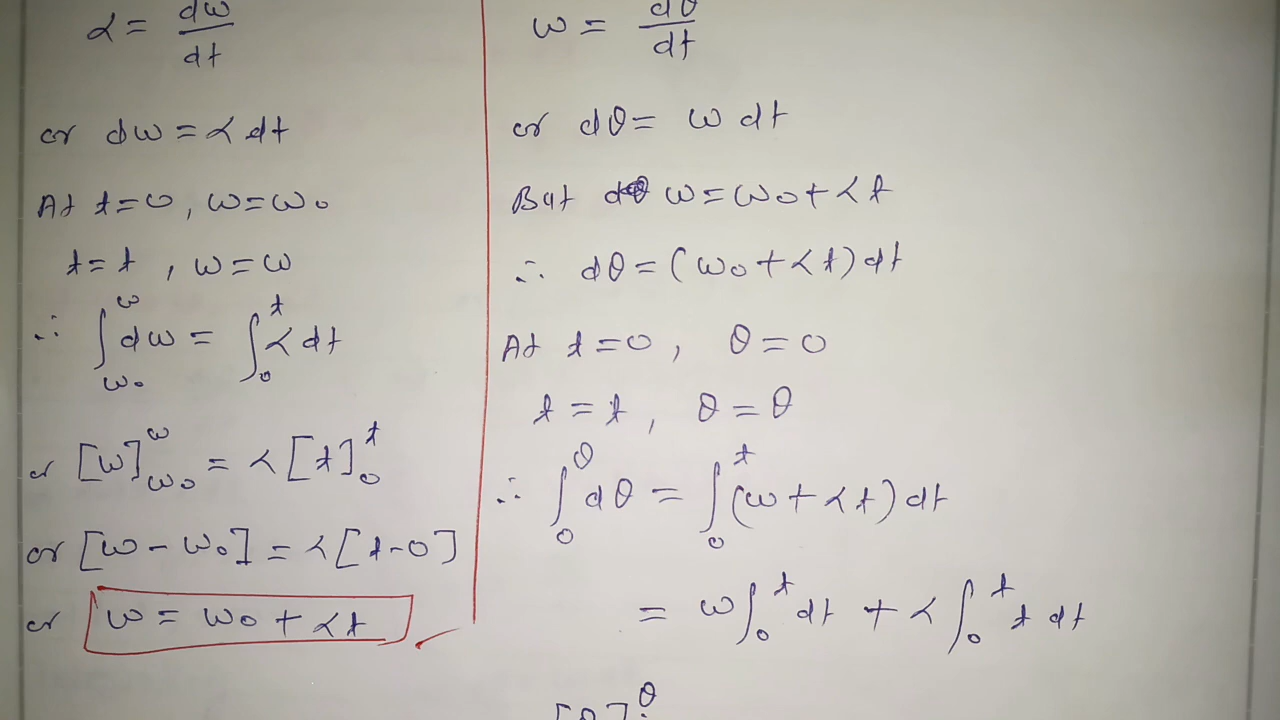 α = dω/dt
or dω = α dt
At t = 0, ω = ω₀
t = t, ω = ω
∴ ∫_{ω₀}^{ω} dω = ∫_{0}^{t} α dt
or [ω]_{ω₀}^{ω} = α [t]_{0}^{t}
or [ω - ω₀] = α [t - 0]
or ω = ω₀ + αt
ω = dθ/dt
or dθ = ω dt
But ω = ω₀ + αt
∴ dθ = (ω₀ + αt) dt
At t = 0, θ = 0
t = t, θ = θ
∴ ∫_{0}^{θ} dθ = ∫_{0}^{t} (ω + αt) dt
= ω ∫_{0}^{t} dt + α ∫_{0}^{t} t dt